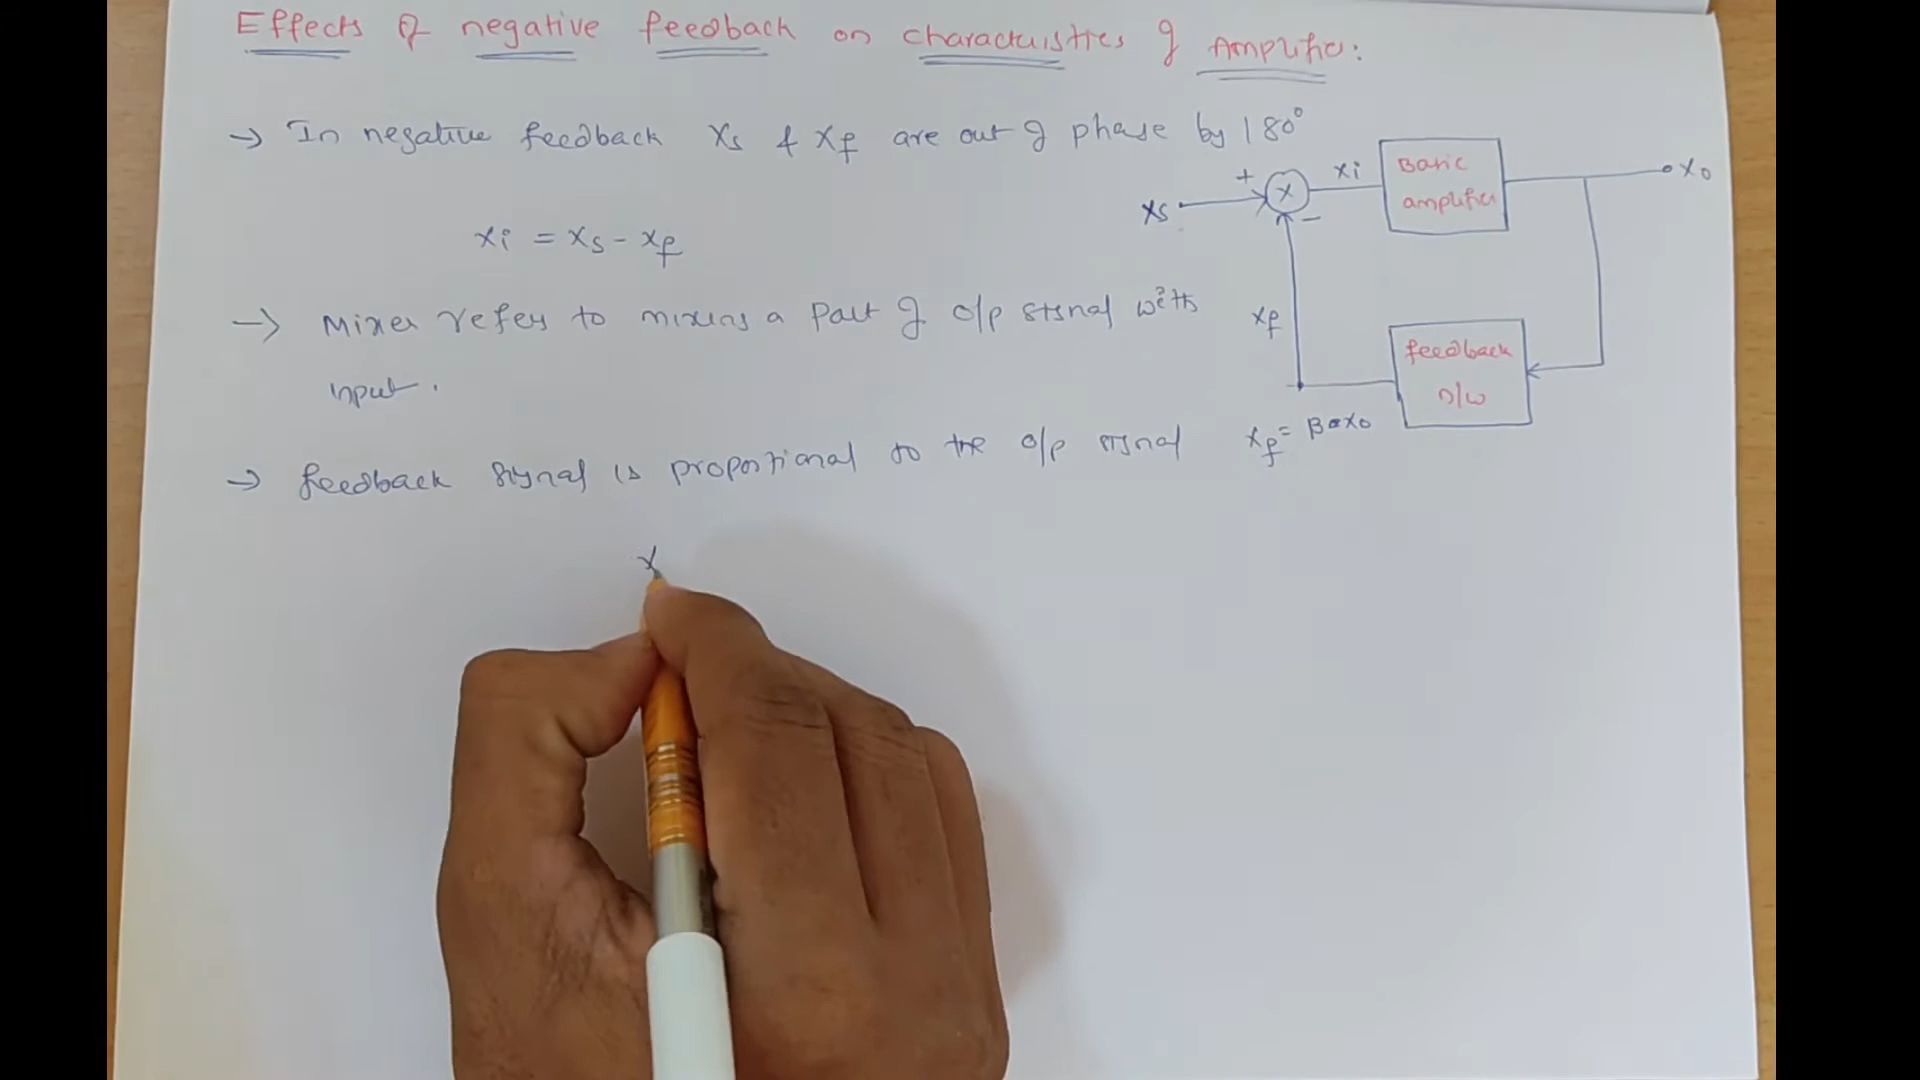 Effects of negative feedback on characteristics of Amplifier:
→ In negative feedback Xs & Xf are out of phase by 180°
xi = xs - xf
→ Mixer refers to mixing a part of o/p signal with
input.
→ feedback signal is proportional to the o/p signal
X
Xs
+
X
-
xi
Basic
amplifier
X0
xf
feedback
n/w
xf = β x0